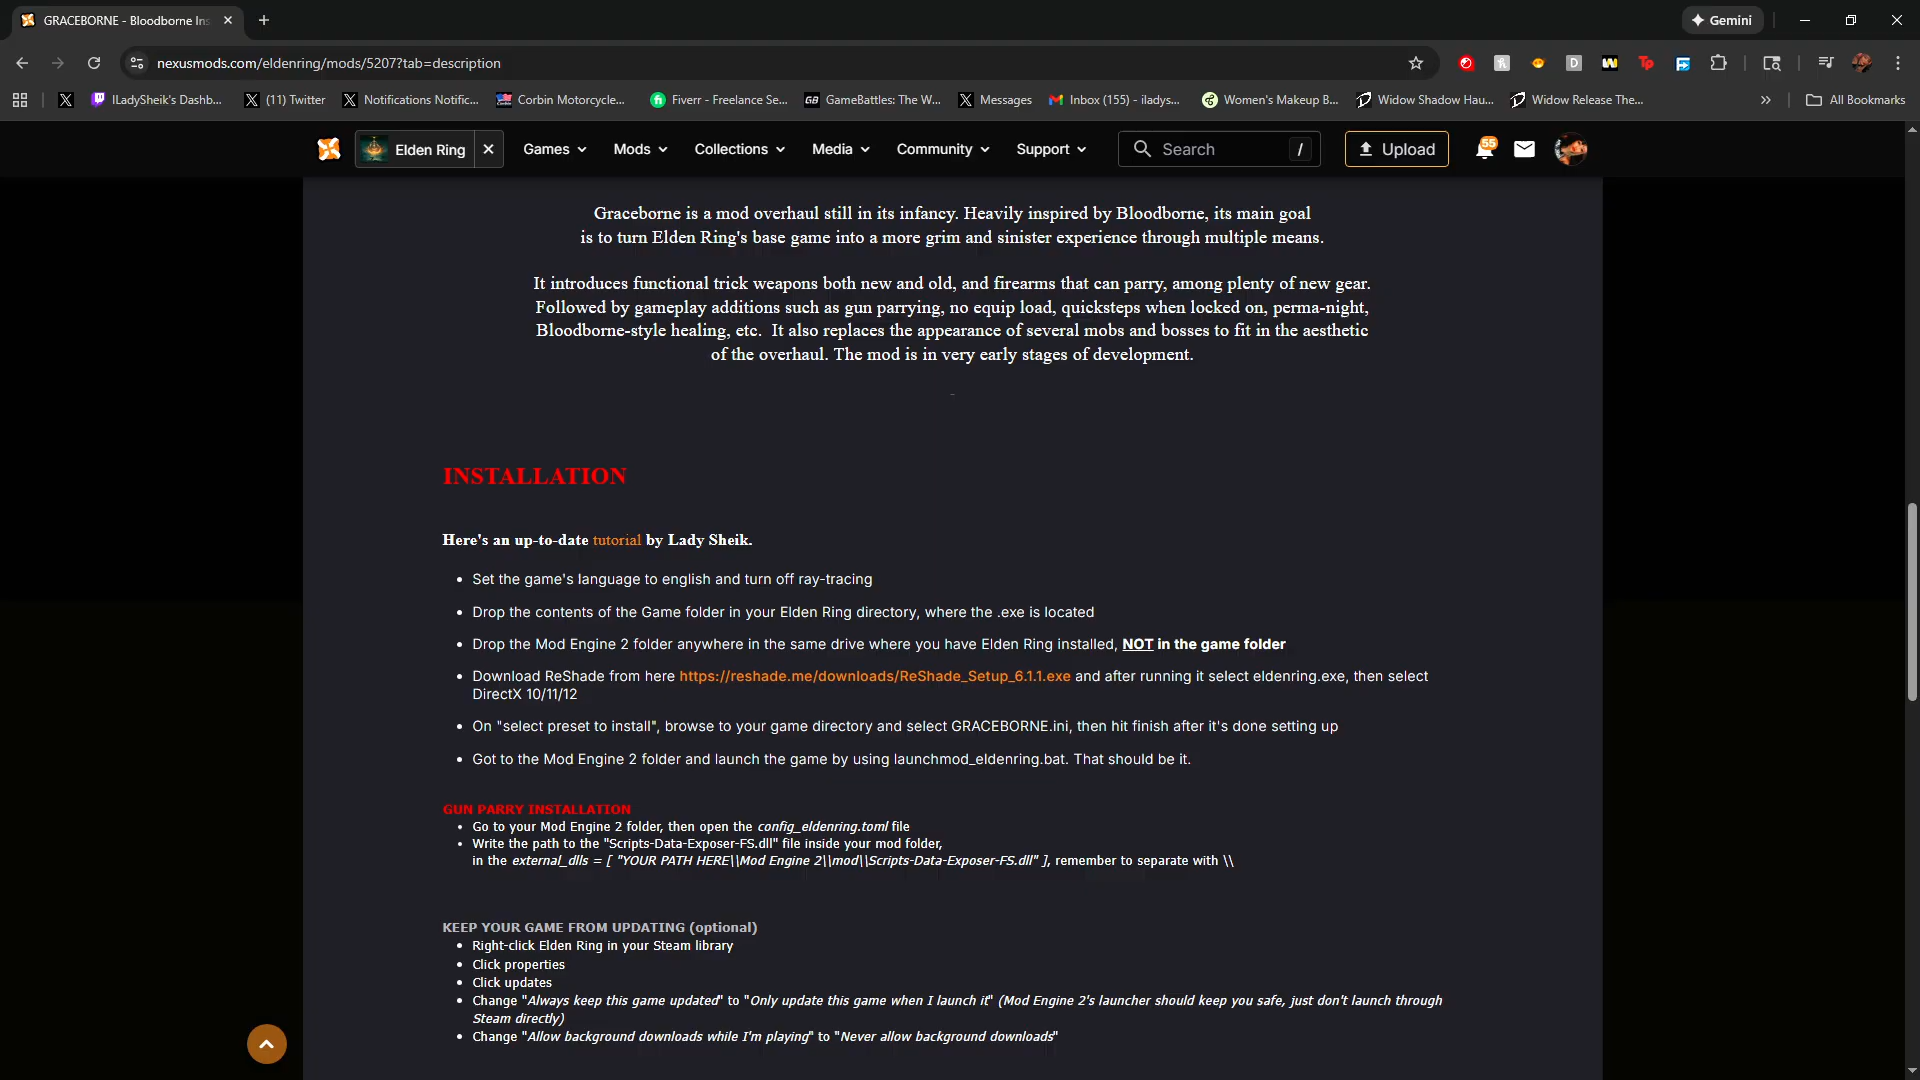 GRACEBORNE - Bloodborne Ins
Gemini
nexusmods.com/eldenring/mods/5207?tab=description
ILadySheik's Dashb...
(11) Twitter
Notifications Notific...
Corbin Motorcycle...
Fiverr - Freelance Se...
GameBattles: The W...
Messages
Inbox (155) - iladys...
Women's Makeup B...
Widow Shadow Hau...
Widow Release The...
All Bookmarks
Elden Ring
Games
Mods
Collections
Media
Community
Support
Search
/
Upload
55
Graceborne is a mod overhaul still in its infancy. Heavily inspired by Bloodborne, its main goal
is to turn Elden Ring's base game into a more grim and sinister experience through multiple means.
It introduces functional trick weapons both new and old, and firearms that can parry, among plenty of new gear.
Followed by gameplay additions such as gun parrying, no equip load, quicksteps when locked on, perma-night,
Bloodborne-style healing, etc. It also replaces the appearance of several mobs and bosses to fit in the aesthetic
of the overhaul. The mod is in very early stages of development.
-
INSTALLATION
Here's an up-to-date tutorial by Lady Sheik.
• Set the game's language to english and turn off ray-tracing
• Drop the contents of the Game folder in your Elden Ring directory, where the .exe is located
• Drop the Mod Engine 2 folder anywhere in the same drive where you have Elden Ring installed, NOT in the game folder
• Download ReShade from here https://reshade.me/downloads/ReShade_Setup_6.1.1.exe and after running it select eldenring.exe, then select
DirectX 10/11/12
• On "select preset to install", browse to your game directory and select GRACEBORNE.ini, then hit finish after it's done setting up
• Got to the Mod Engine 2 folder and launch the game by using launchmod_eldenring.bat. That should be it.
GUN PARRY INSTALLATION
• Go to your Mod Engine 2 folder, then open the config_eldenring.toml file
• Write the path to the "Scripts-Data-Exposer-FS.dll" file inside your mod folder,
in the external_dlls = [ "YOUR PATH HERE\\Mod Engine 2\\mod\\Scripts-Data-Exposer-FS.dll" ], remember to separate with \\
KEEP YOUR GAME FROM UPDATING (optional)
• Right-click Elden Ring in your Steam library
• Click properties
• Click updates
• Change "Always keep this game updated" to "Only update this game when I launch it" (Mod Engine 2's launcher should keep you safe, just don't launch through
Steam directly)
• Change "Allow background downloads while I'm playing" to "Never allow background downloads"